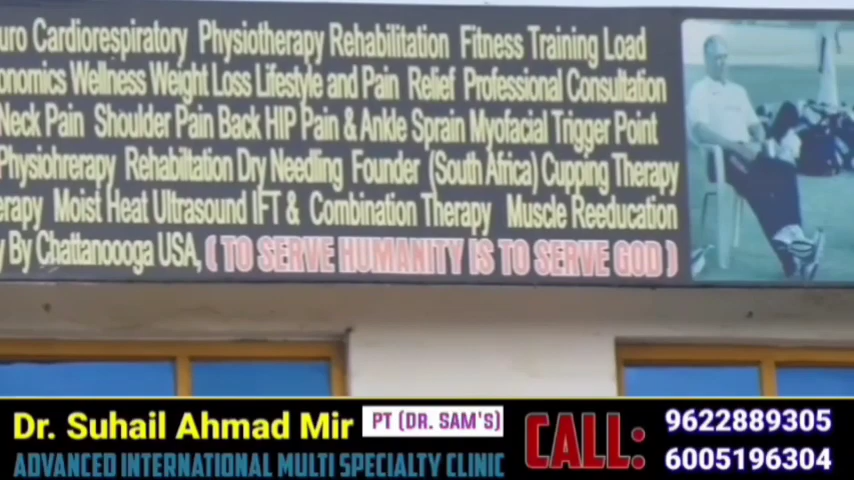 uro Cardiorespiratory Physiotherapy Rehabilitation Fitness Training Load
onomics Wellness Weight Loss Lifestyle and Pain Relief Professional Consultation
Neck Pain Shoulder Pain Back HIP Pain & Ankle Sprain Myofacial Trigger Point
Physiohrerapy Rehabiltation Dry Needling Founder (South Africa) Cupping Therapy
erapy Moist Heat Ultrasound IFT & Combination Therapy Muscle Reeducation
y By Chattanoooga USA, ( TO SERVE HUMANITY IS TO SERVE GOD )
Dr. Suhail Ahmad Mir PT (DR. SAM'S)
ADVANCED INTERNATIONAL MULTI SPECIALTY CLINIC
CALL: 9622889305
6005196304